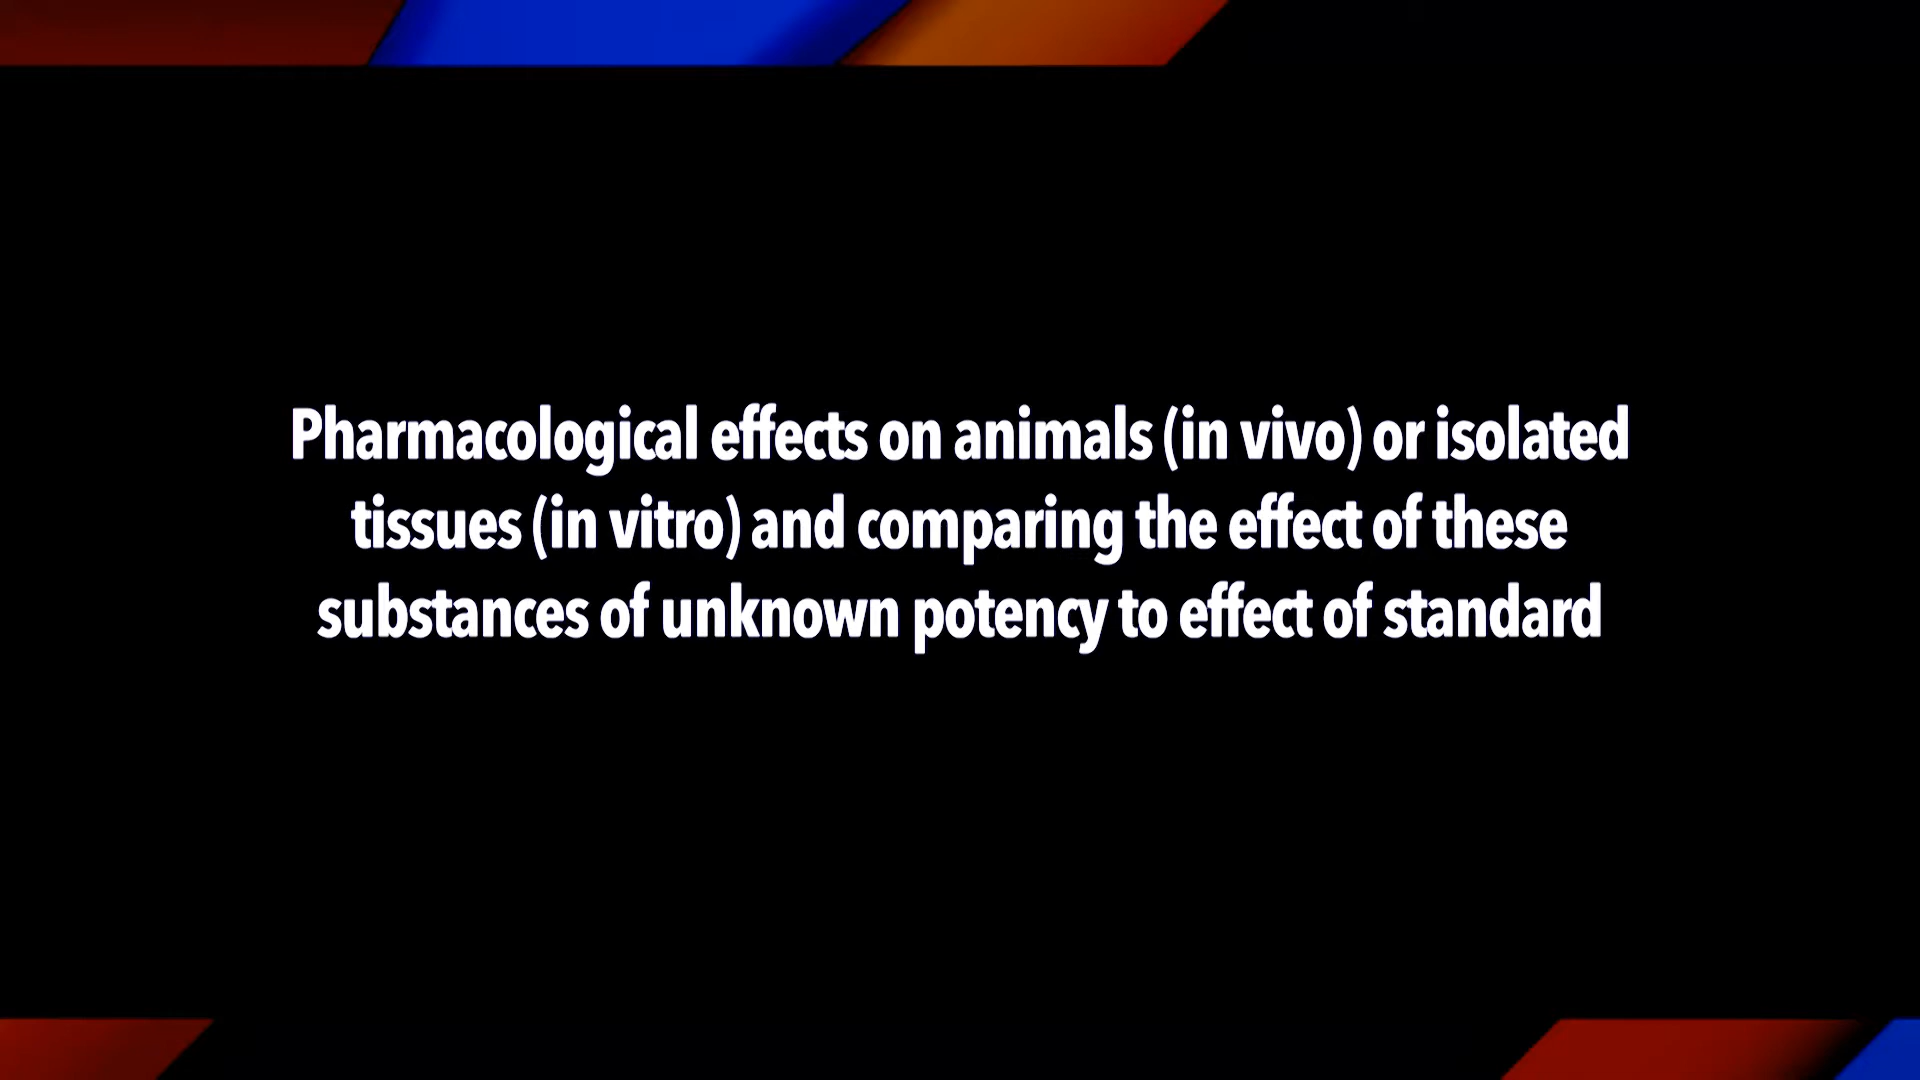 Pharmacological effects on animals (in vivo) or isolated
tissues (in vitro) and comparing the effect of these
substances of unknown potency to effect of standard